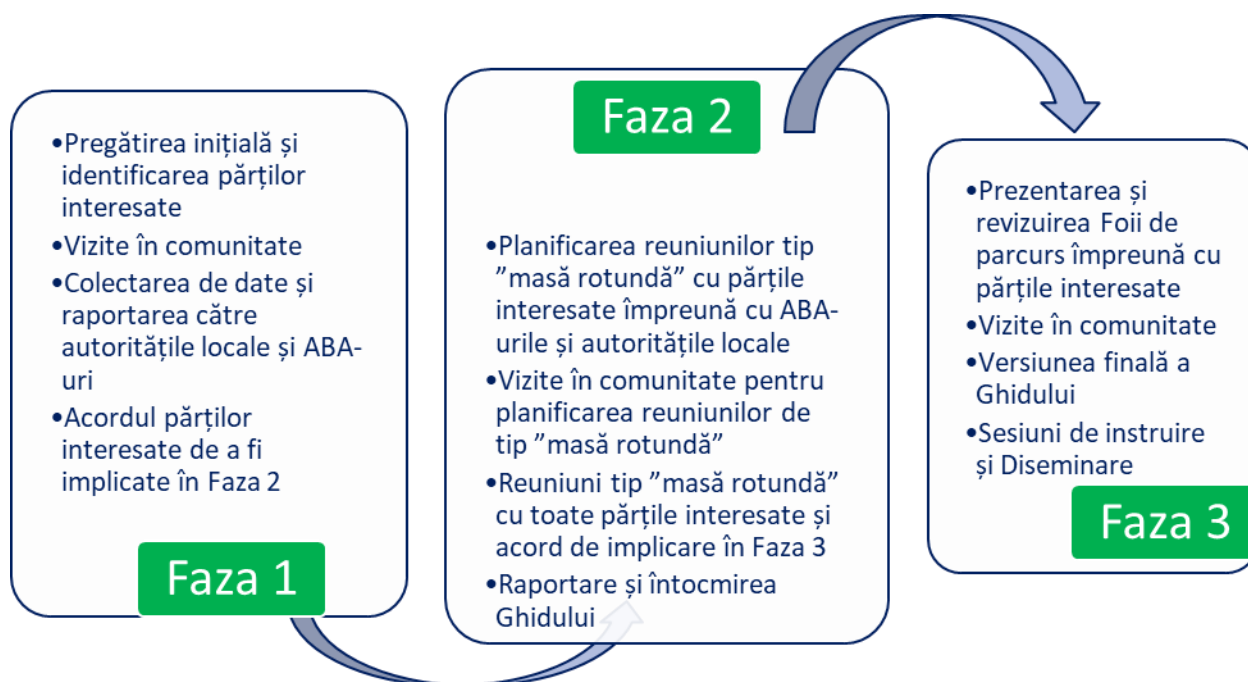 •Pregătirea inițială și
identificarea părților
interesate
•Vizite în comunitate
•Colectarea de date și
raportarea către
autoritățile locale și ABA-
uri
•Acordul părților
interesate de a fi
implicate în Faza 2
Faza 1
Faza 2
•Planificarea reuniunilor tip
”masă rotundă” cu părțile
interesate împreună cu ABA-
urile și autoritățile locale
•Vizite în comunitate pentru
planificarea reuniunilor de
tip ”masă rotundă”
•Reuniuni tip ”masă rotundă”
cu toate părțile interesate și
acord de implicare în Faza 3
•Raportare și întocmirea
Ghidului
•Prezentarea și
revizuirea Foii de
parcurs împreună cu
părțile interesate
•Vizite în comunitate
•Versiunea finală a
Ghidului
•Sesiuni de instruire
și Diseminare
Faza 3